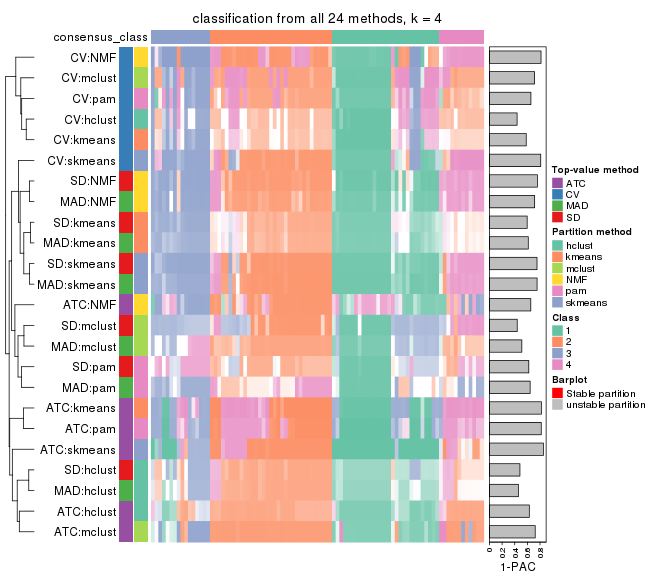 classification from all 24 methods, k = 4
consensus_class
CV:NMF
CV:mclust
CV:pam
CV:hclust
CV:kmeans
CV:skmeans
SD:NMF
MAD:NMF
SD:kmeans
MAD:kmeans
SD:skmeans
MAD:skmeans
ATC:NMF
SD:mclust
MAD:mclust
SD:pam
MAD:pam
ATC:kmeans
ATC:pam
ATC:skmeans
SD:hclust
MAD:hclust
ATC:hclust
ATC:mclust
0 0.2 0.4 0.6 0.8
1-PAC
Top-value method
ATC
CV
MAD
SD
Partition method
hclust
kmeans
mclust
NMF
pam
skmeans
Class
1
2
3
4
Barplot
Stable partition
unstable partition